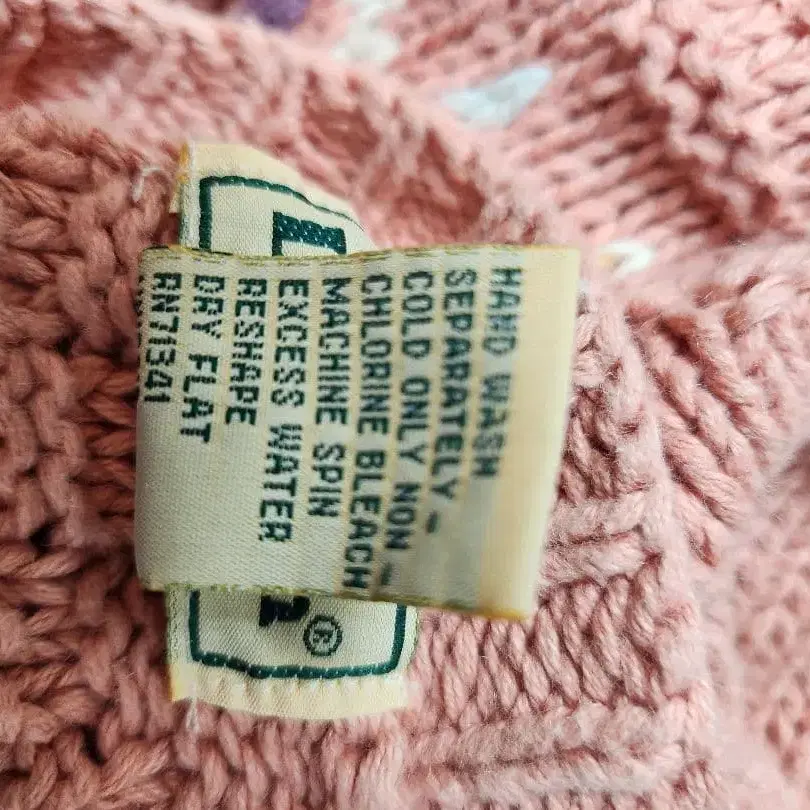 HAND WASH
SEPARATELY -
COLD ONLY NON -
CHLORINE BLEACH
MACHINE SPIN
EXCESS WATER
RESHAPE
DRY FLAT
RN71341
®